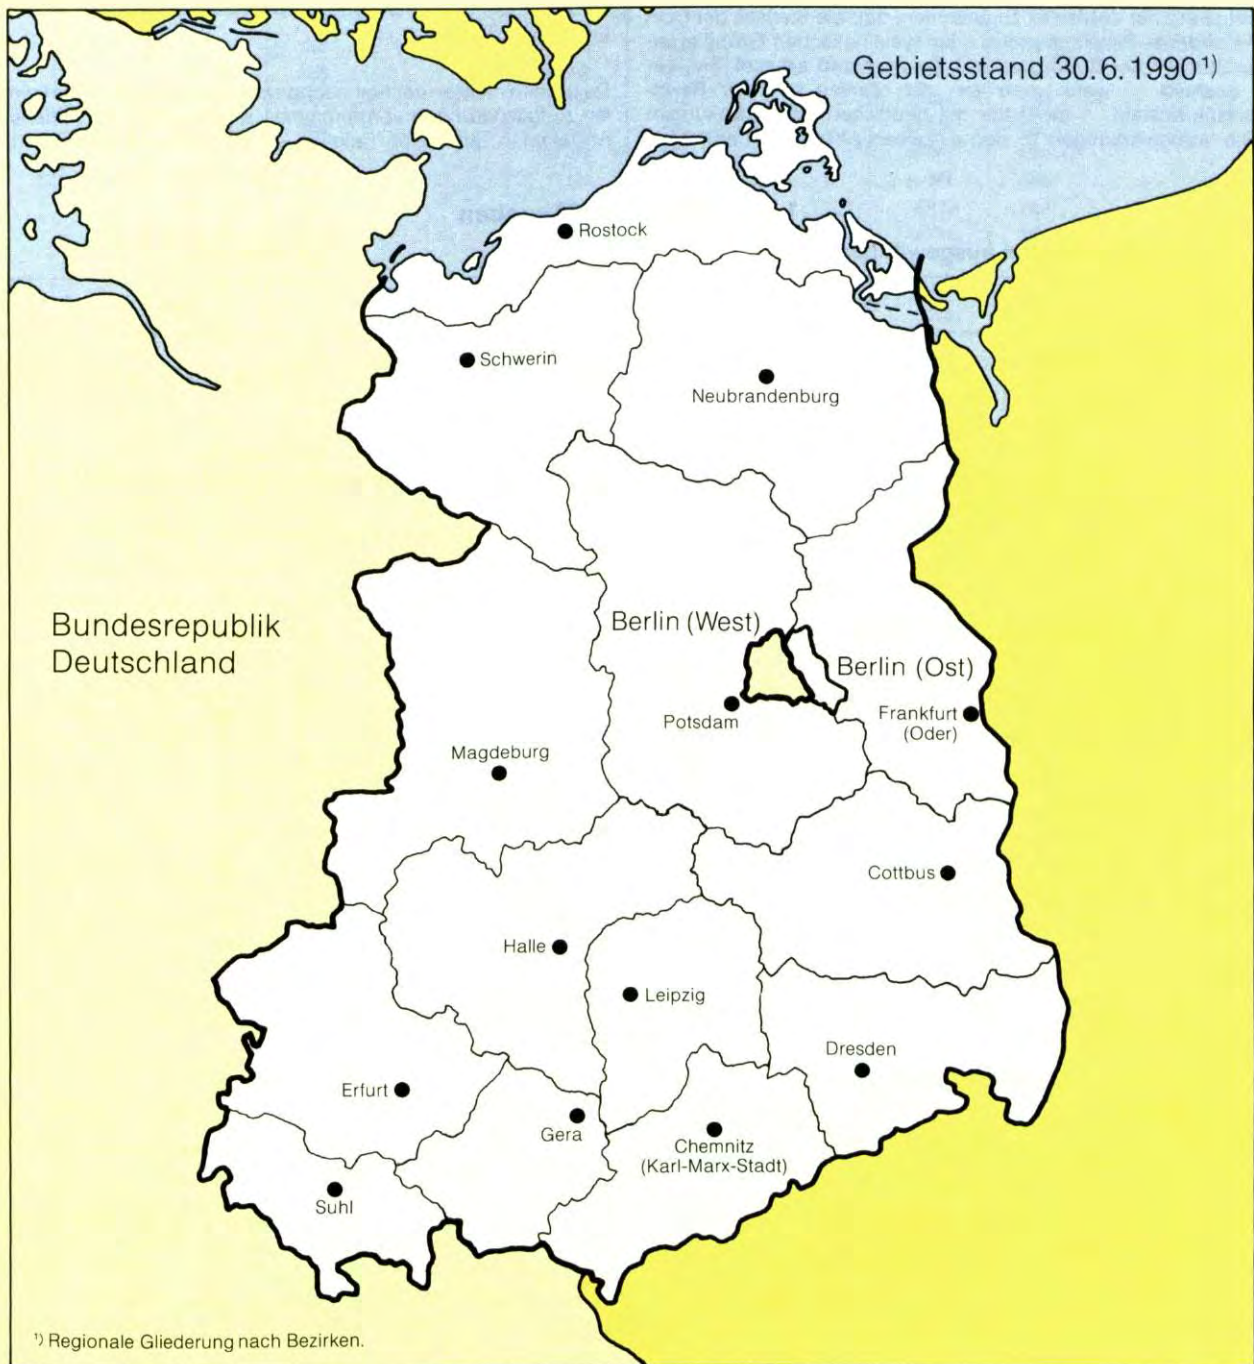 Gebietsstand 30.6.1990¹)
Rostock
Schwerin
Neubrandenburg
Bundesrepublik
Deutschland
Berlin (West)
Berlin (Ost)
Potsdam
Frankfurt
(Oder)
Magdeburg
Cottbus
Halle
Leipzig
Dresden
Erfurt
Gera
Chemnitz
(Karl-Marx-Stadt)
Suhl
¹) Regionale Gliederung nach Bezirken.